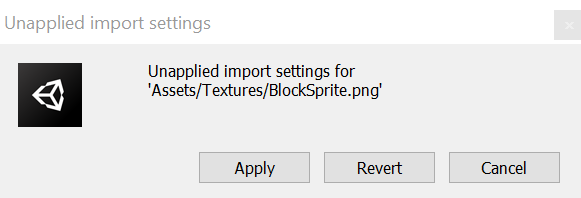 Unapplied import settings
Unapplied import settings for
'Assets/Textures/BlockSprite.png'
Apply
Revert
Cancel